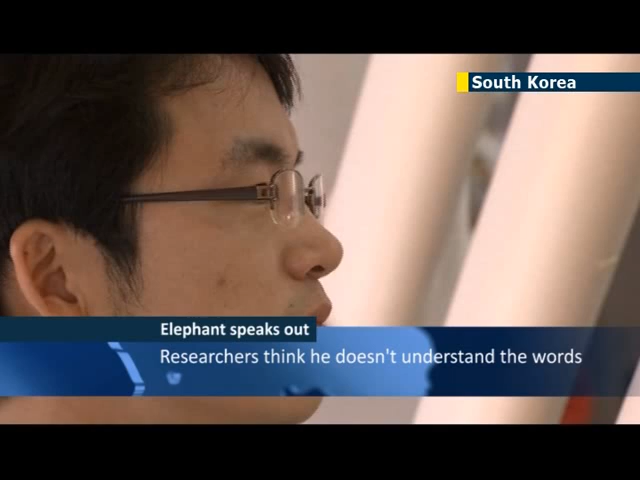 South Korea
Elephant speaks out
Researchers think he doesn't understand the words